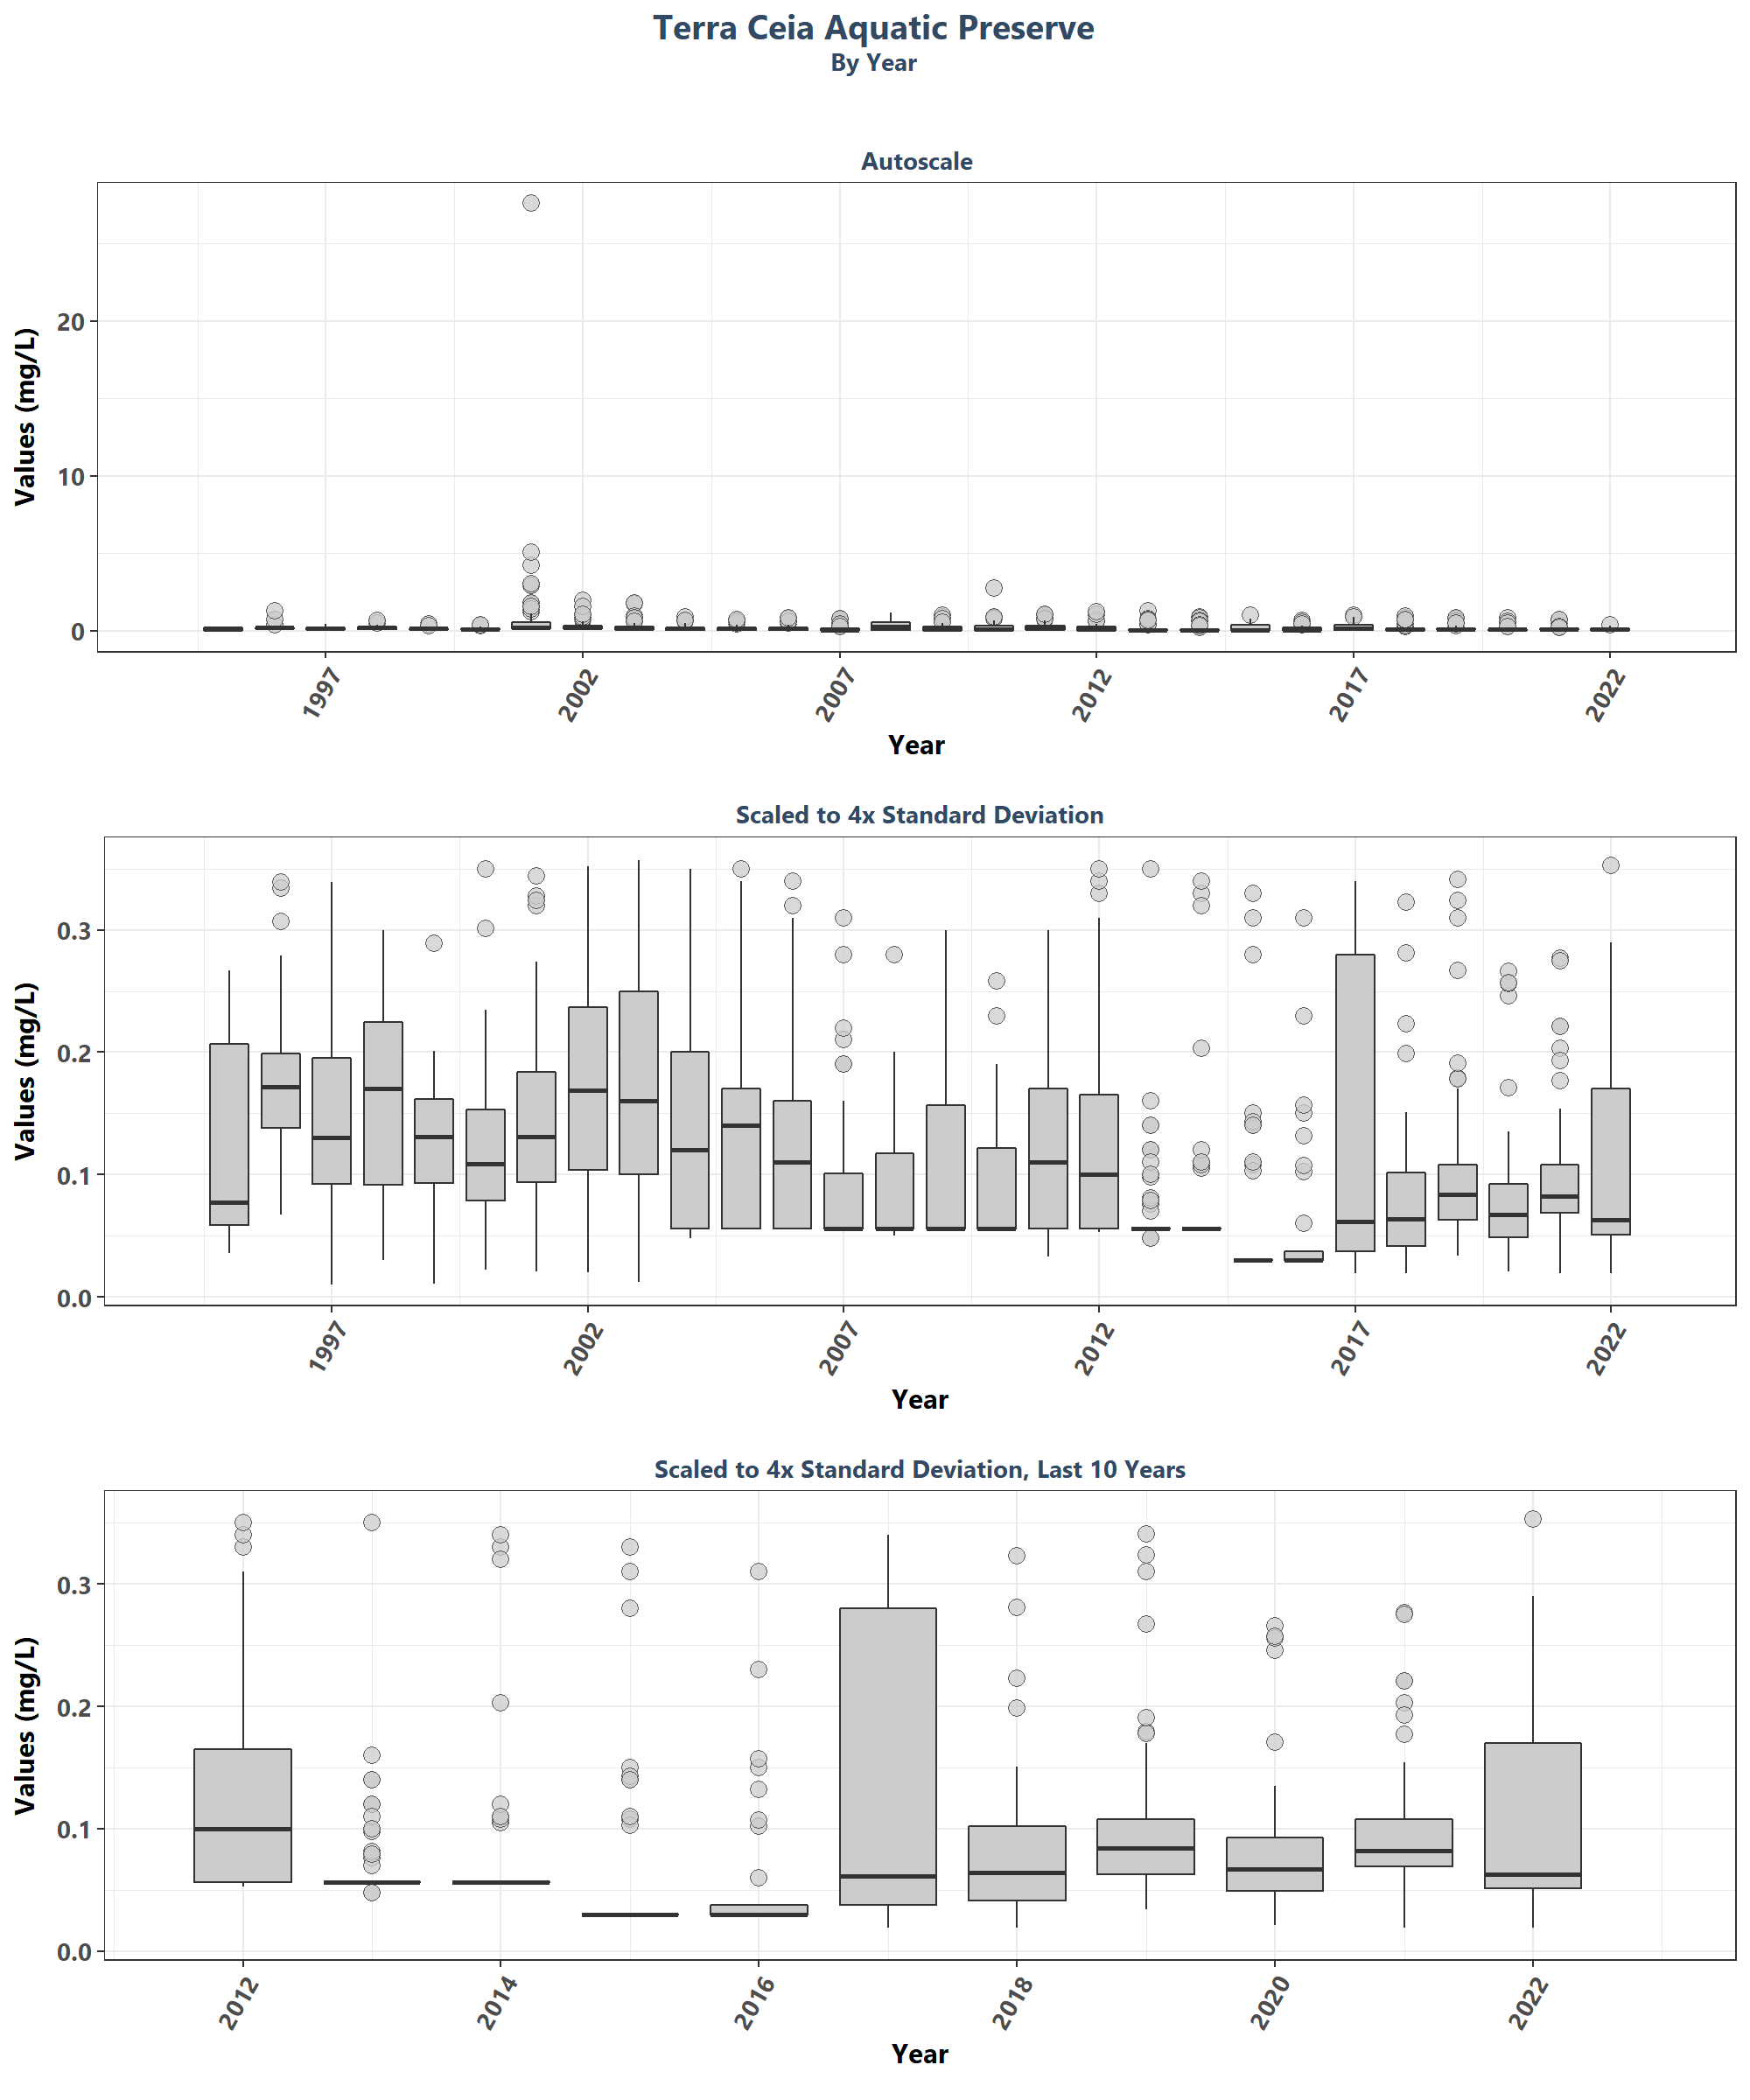 Terra Ceia Aquatic Preserve
By Year
Autoscale
Values (mg/L)
20
10
0
1997 2002 2007 2012 2017 2022
Year
Scaled to 4x Standard Deviation
Values (mg/L)
0.3
0.2
0.1
0.0
1997 2002 2007 2012 2017 2022
Year
Scaled to 4x Standard Deviation, Last 10 Years
Values (mg/L)
0.3
0.2
0.1
0.0
2012 2014 2016 2018 2020 2022
Year